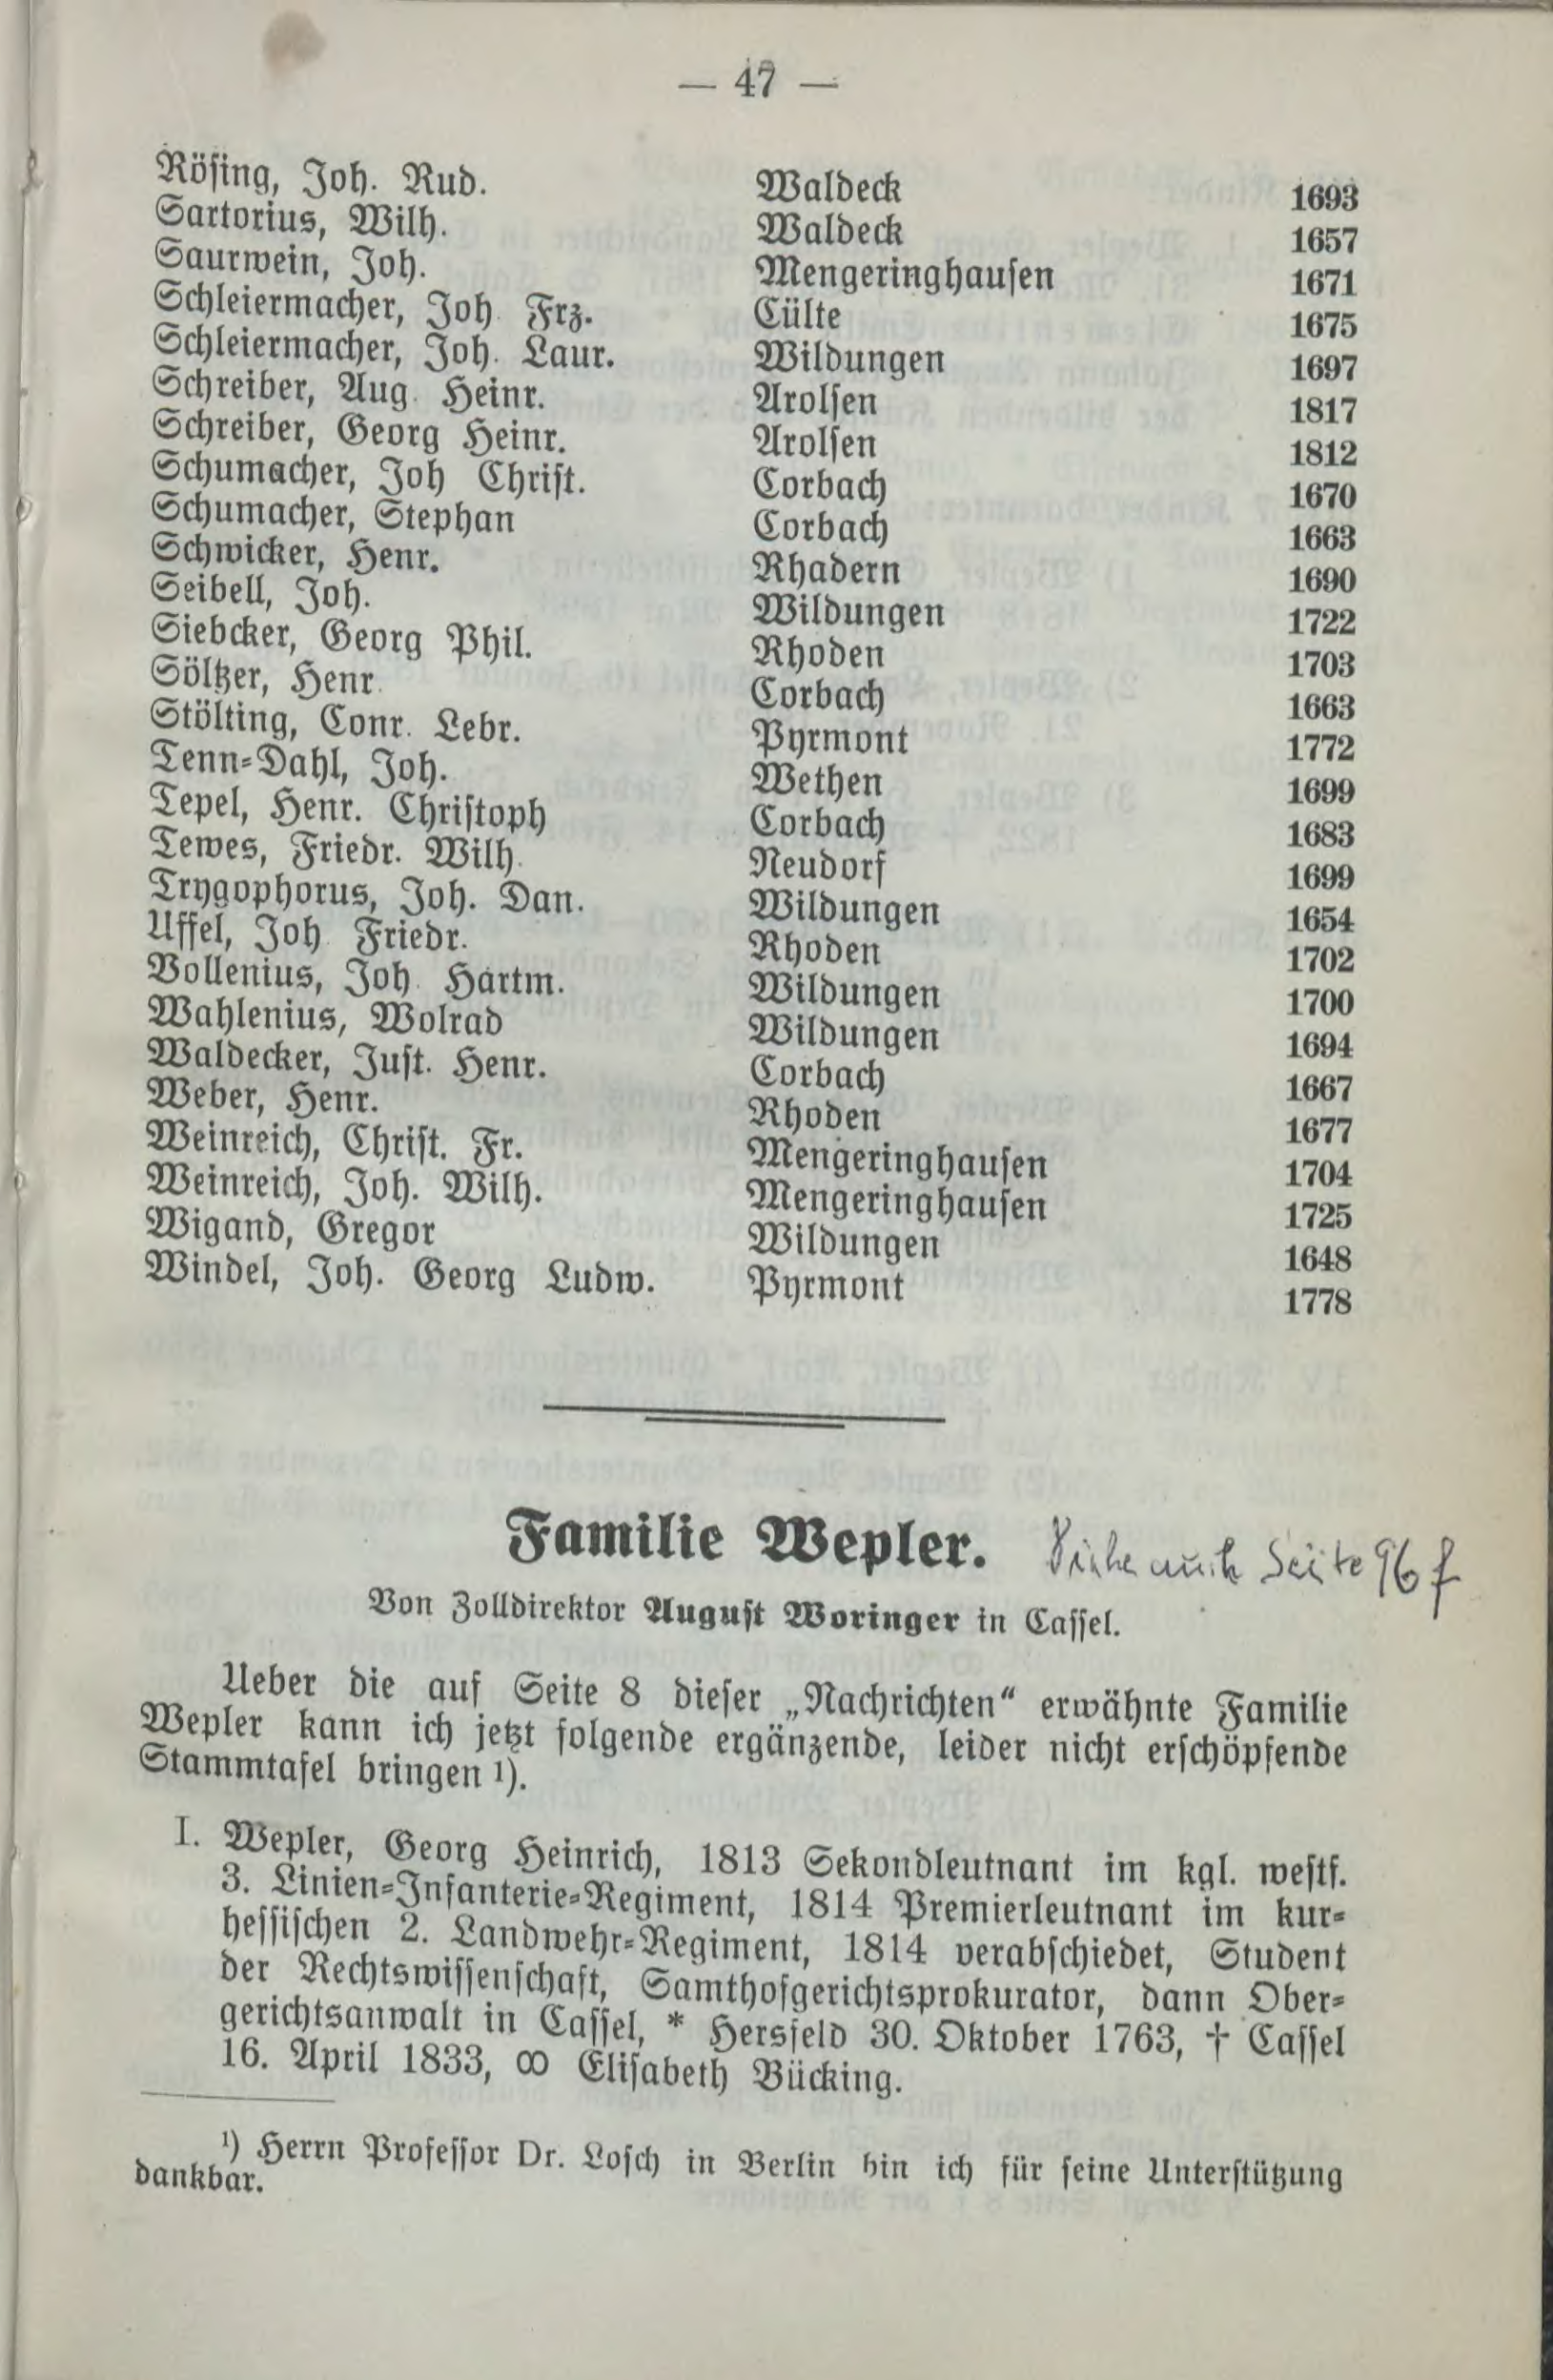 — 47 —
Rösing, Joh. Rud. Waldeck 1693
Sartorius, Wilh. Waldeck 1657
Saurwein, Joh. Mengeringhausen 1671
Schleiermacher, Joh Frz. Cülte 1675
Schleiermacher, Joh. Laur. Wildungen 1697
Schreiber, Aug. Heinr. Arolsen 1817
Schreiber, Georg Heinr. Arolsen 1812
Schumacher, Joh Christ. Corbach 1670
Schumacher, Stephan Corbach 1663
Schwicker, Henr. Rhadern 1690
Seibell, Joh. Wildungen 1722
Siebcker, Georg Phil. Rhoden 1703
Söltzer, Henr. Corbach 1663
Stölting, Conr. Lebr. Pyrmont 1772
Tenn-Dahl, Joh. Wethen 1699
Tepel, Henr. Christoph Corbach 1683
Tewes, Friedr. Wilh. Neudorf 1699
Trygophorus, Joh. Dan. Wildungen 1654
Uffel, Joh Friedr. Rhoden 1702
Vollenius, Joh. Hartm. Wildungen 1700
Wahlenius, Wolrad Wildungen 1694
Waldecker, Just. Henr. Corbach 1667
Weber, Henr. Rhoden 1677
Weinreich, Christ. Fr. Mengeringhausen 1704
Weinreich, Joh. Wilh. Mengeringhausen 1725
Wigand, Gregor Wildungen 1648
Windel, Joh. Georg Ludw. Pyrmont 1778
Familie Wepler. Siehe auch Seite 96 f
Von Zolldirektor August Woringer in Cassel.
Ueber die auf Seite 8 dieser „Nachrichten“ erwähnte Familie
Wepler kann ich jetzt folgende ergänzende, leider nicht erschöpfende
Stammtafel bringen ¹).
I. Wepler, Georg Heinrich, 1813 Sekondleutnant im kgl. westf.
3. Linien-Infanterie-Regiment, 1814 Premierleutnant im kur-
hessischen 2. Landwehr-Regiment, 1814 verabschiedet, Student
der Rechtswissenschaft, Samthofgerichtsprokurator, dann Ober-
gerichtsanwalt in Cassel, * Hersfeld 30. Oktober 1763, † Cassel
16. April 1833, ∞ Elisabeth Bücking.
¹) Herrn Professor Dr. Losch in Berlin bin ich für seine Unterstützung
dankbar.